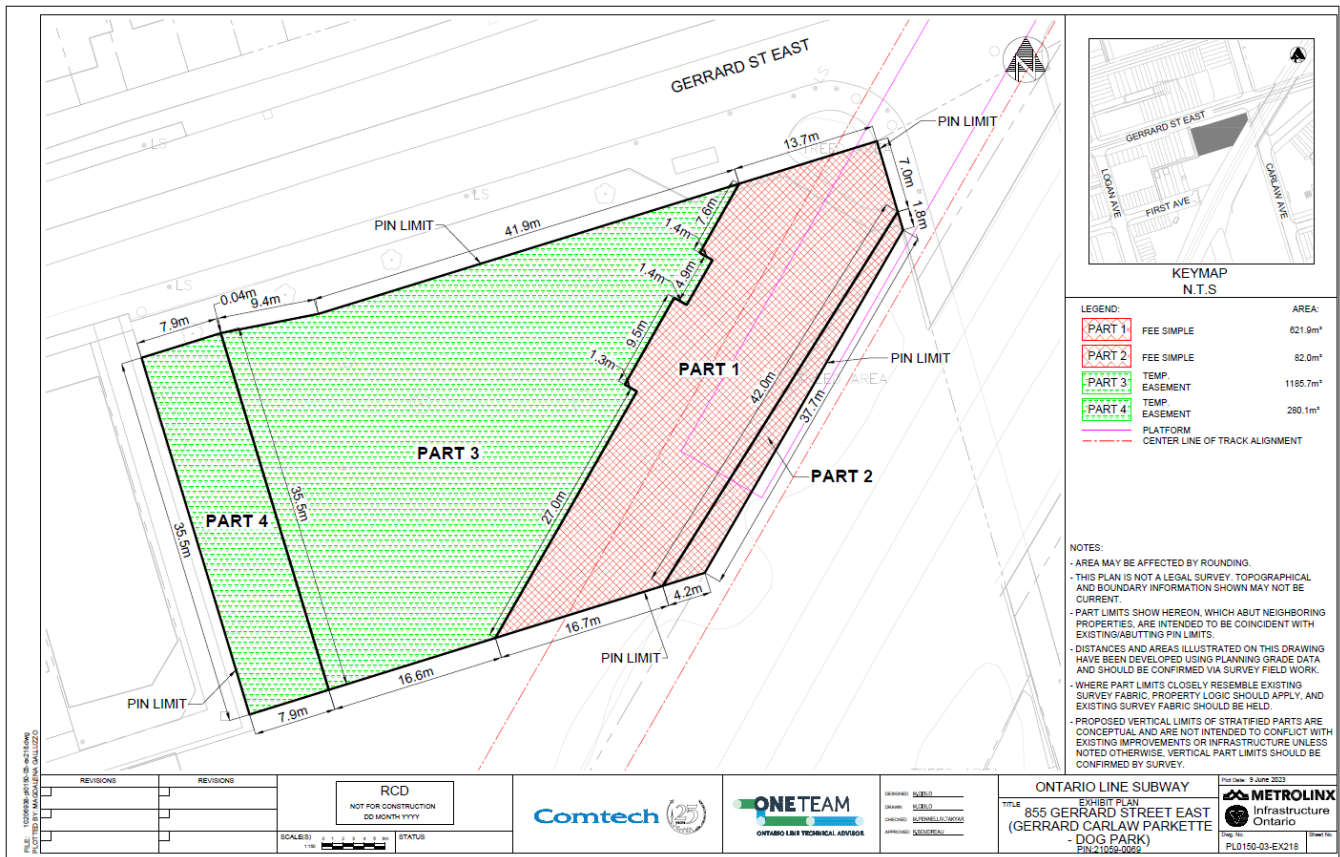 GERRARD ST EAST
LS
LS
LS
LS
PIN LIMIT
13.7m
7.0m
1.8m
7.6m
1.4m
4.9m
1.4m
PIN LIMIT
41.9m
0.04m
9.4m
7.9m
9.5m
1.3m
PART 1
PIN LIMIT
42.0m
37.7m
PART 3
PART 2
27.0m
35.5m
PART 4
35.5m
4.2m
16.7m
PIN LIMIT
16.6m
PIN LIMIT
7.9m
GERRARD ST EAST
LOGAN AVE
FIRST AVE
CARLAW AVE
KEYMAP
N.T.S
LEGEND: AREA:
PART 1 FEE SIMPLE 621.9m²
PART 2 FEE SIMPLE 82.0m²
PART 3 TEMP. EASEMENT 1185.7m²
PART 4 TEMP. EASEMENT 280.1m²
PLATFORM
CENTER LINE OF TRACK ALIGNMENT
NOTES:
- AREA MAY BE AFFECTED BY ROUNDING.
- THIS PLAN IS NOT A LEGAL SURVEY. TOPOGRAPHICAL
AND BOUNDARY INFORMATION SHOWN MAY NOT BE
CURRENT.
- PART LIMITS SHOW HEREON, WHICH ABUT NEIGHBORING
PROPERTIES, ARE INTENDED TO BE COINCIDENT WITH
EXISTING/ABUTTING PIN LIMITS.
- DISTANCES AND AREAS ILLUSTRATED ON THIS DRAWING
HAVE BEEN DEVELOPED USING PLANNING GRADE DATA
AND SHOULD BE CONFIRMED VIA SURVEY FIELD WORK.
- WHERE PART LIMITS CLOSELY RESEMBLE EXISTING
SURVEY FABRIC, PROPERTY LOGIC SHOULD APPLY, AND
EXISTING SURVEY FABRIC SHOULD BE HELD.
- PROPOSED VERTICAL LIMITS OF STRATIFIED PARTS ARE
CONCEPTUAL AND ARE NOT INTENDED TO CONFLICT WITH
EXISTING IMPROVEMENTS OR INFRASTRUCTURE UNLESS
NOTED OTHERWISE, VERTICAL PART LIMITS SHOULD BE
CONFIRMED BY SURVEY.
PLOTTED BY: MAGDALENA GALLUZZO
REVISIONS
REVISIONS
RCD
NOT FOR CONSTRUCTION
DD MONTH YYYY
SCALE(S)
1:150
STATUS
Comtech 25
ONETEAM
ONTARIO LINE TECHNICAL ADVISOR
DESIGNED
DRAWN
CHECKED
APPROVED
ONTARIO LINE SUBWAY
TITLE EXHIBIT PLAN
855 GERRARD STREET EAST
(GERRARD CARLAW PARKETTE
- DOG PARK)
PIN:21059-0069
Plot Date: 9 June 2023
METROLINX
Infrastructure
Ontario
Dwg. No. Sheet No.
PL0150-03-EX218